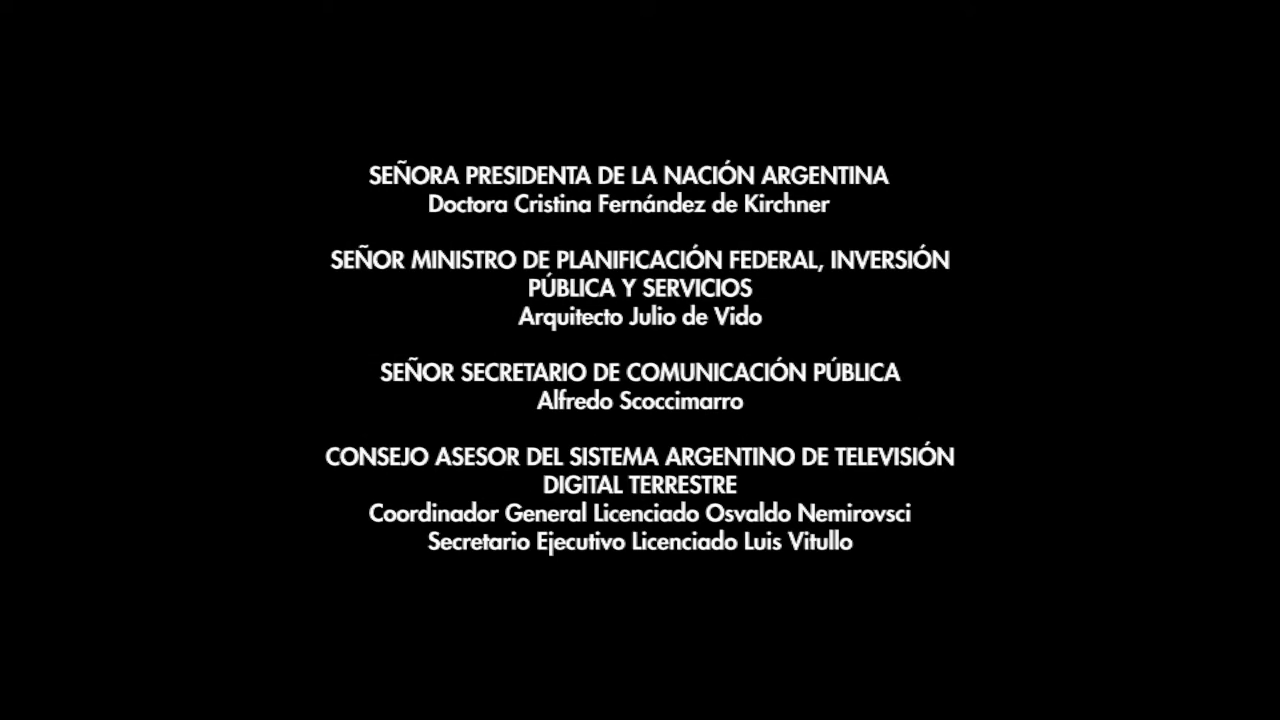 SEÑORA PRESIDENTA DE LA NACIÓN ARGENTINA
Doctora Cristina Fernández de Kirchner
SEÑOR MINISTRO DE PLANIFICACIÓN FEDERAL, INVERSIÓN
PÚBLICA Y SERVICIOS
Arquitecto Julio de Vido
SEÑOR SECRETARIO DE COMUNICACIÓN PÚBLICA
Alfredo Scoccimarro
CONSEJO ASESOR DEL SISTEMA ARGENTINO DE TELEVISIÓN
DIGITAL TERRESTRE
Coordinador General Licenciado Osvaldo Nemirovsci
Secretario Ejecutivo Licenciado Luis Vitullo